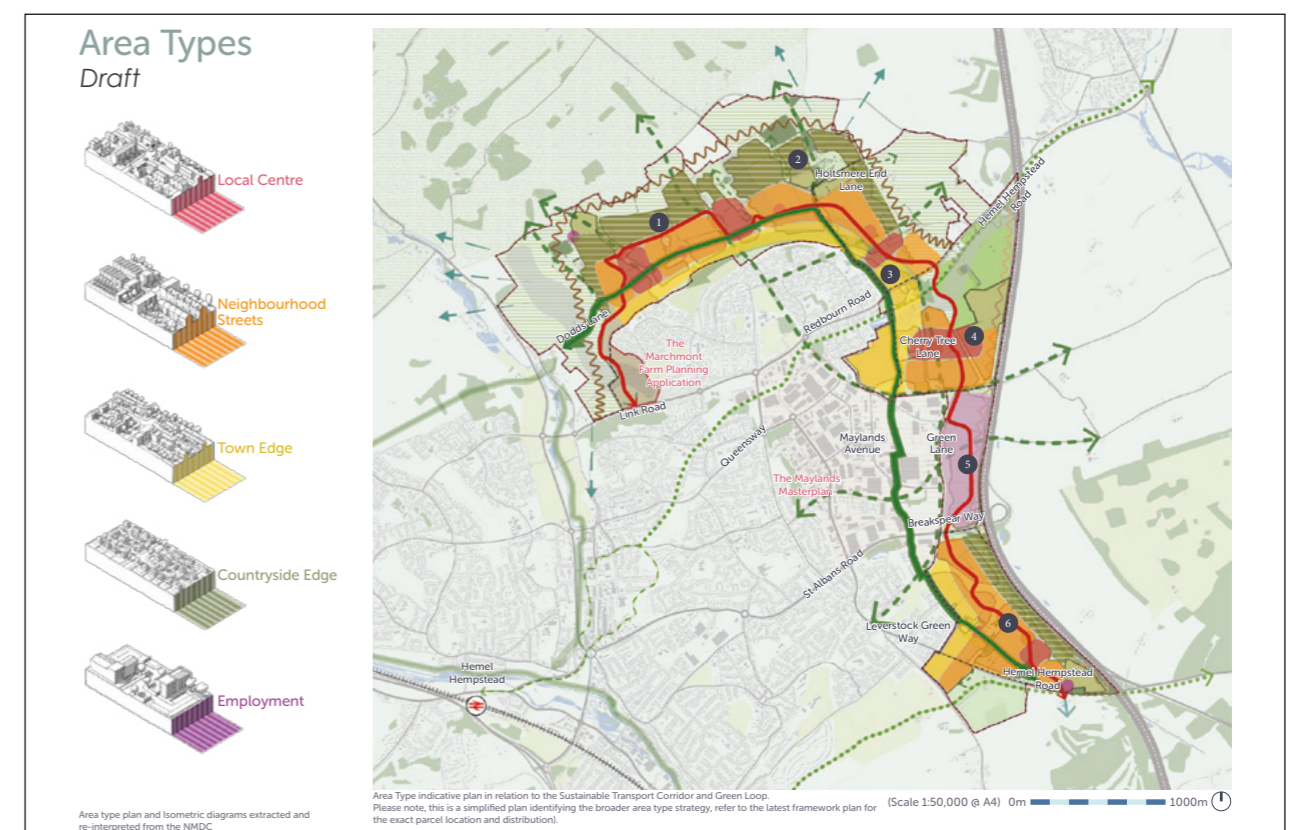 Area Types
Draft
Local Centre
Neighbourhood
Streets
Town Edge
Countryside Edge
Employment
Area type plan and Isometric diagrams extracted and
re-interpreted from the NMDC
2
Holtsmere End
Lane
Hemel Hempstead
Road
1
3
Redbourn Road
Dodds Lane
The
Marchmont
Farm Planning
Application
Cherry Tree
Lane
4
Link Road
Queensway
Maylands
Avenue
Green
Lane
5
The Maylands
Masterplan
Breakspear Way
St Albans Road
Leverstock Green
Way
6
Hemel
Hempstead
Hemel Hempstead
Road
Area Type indicative plan in relation to the Sustainable Transport Corridor and Green Loop.
Please note, this is a simplified plan identifying the broader area type strategy, refer to the latest framework plan for
the exact parcel location and distribution).
(Scale 1:50,000 @ A4) 0m 1000m